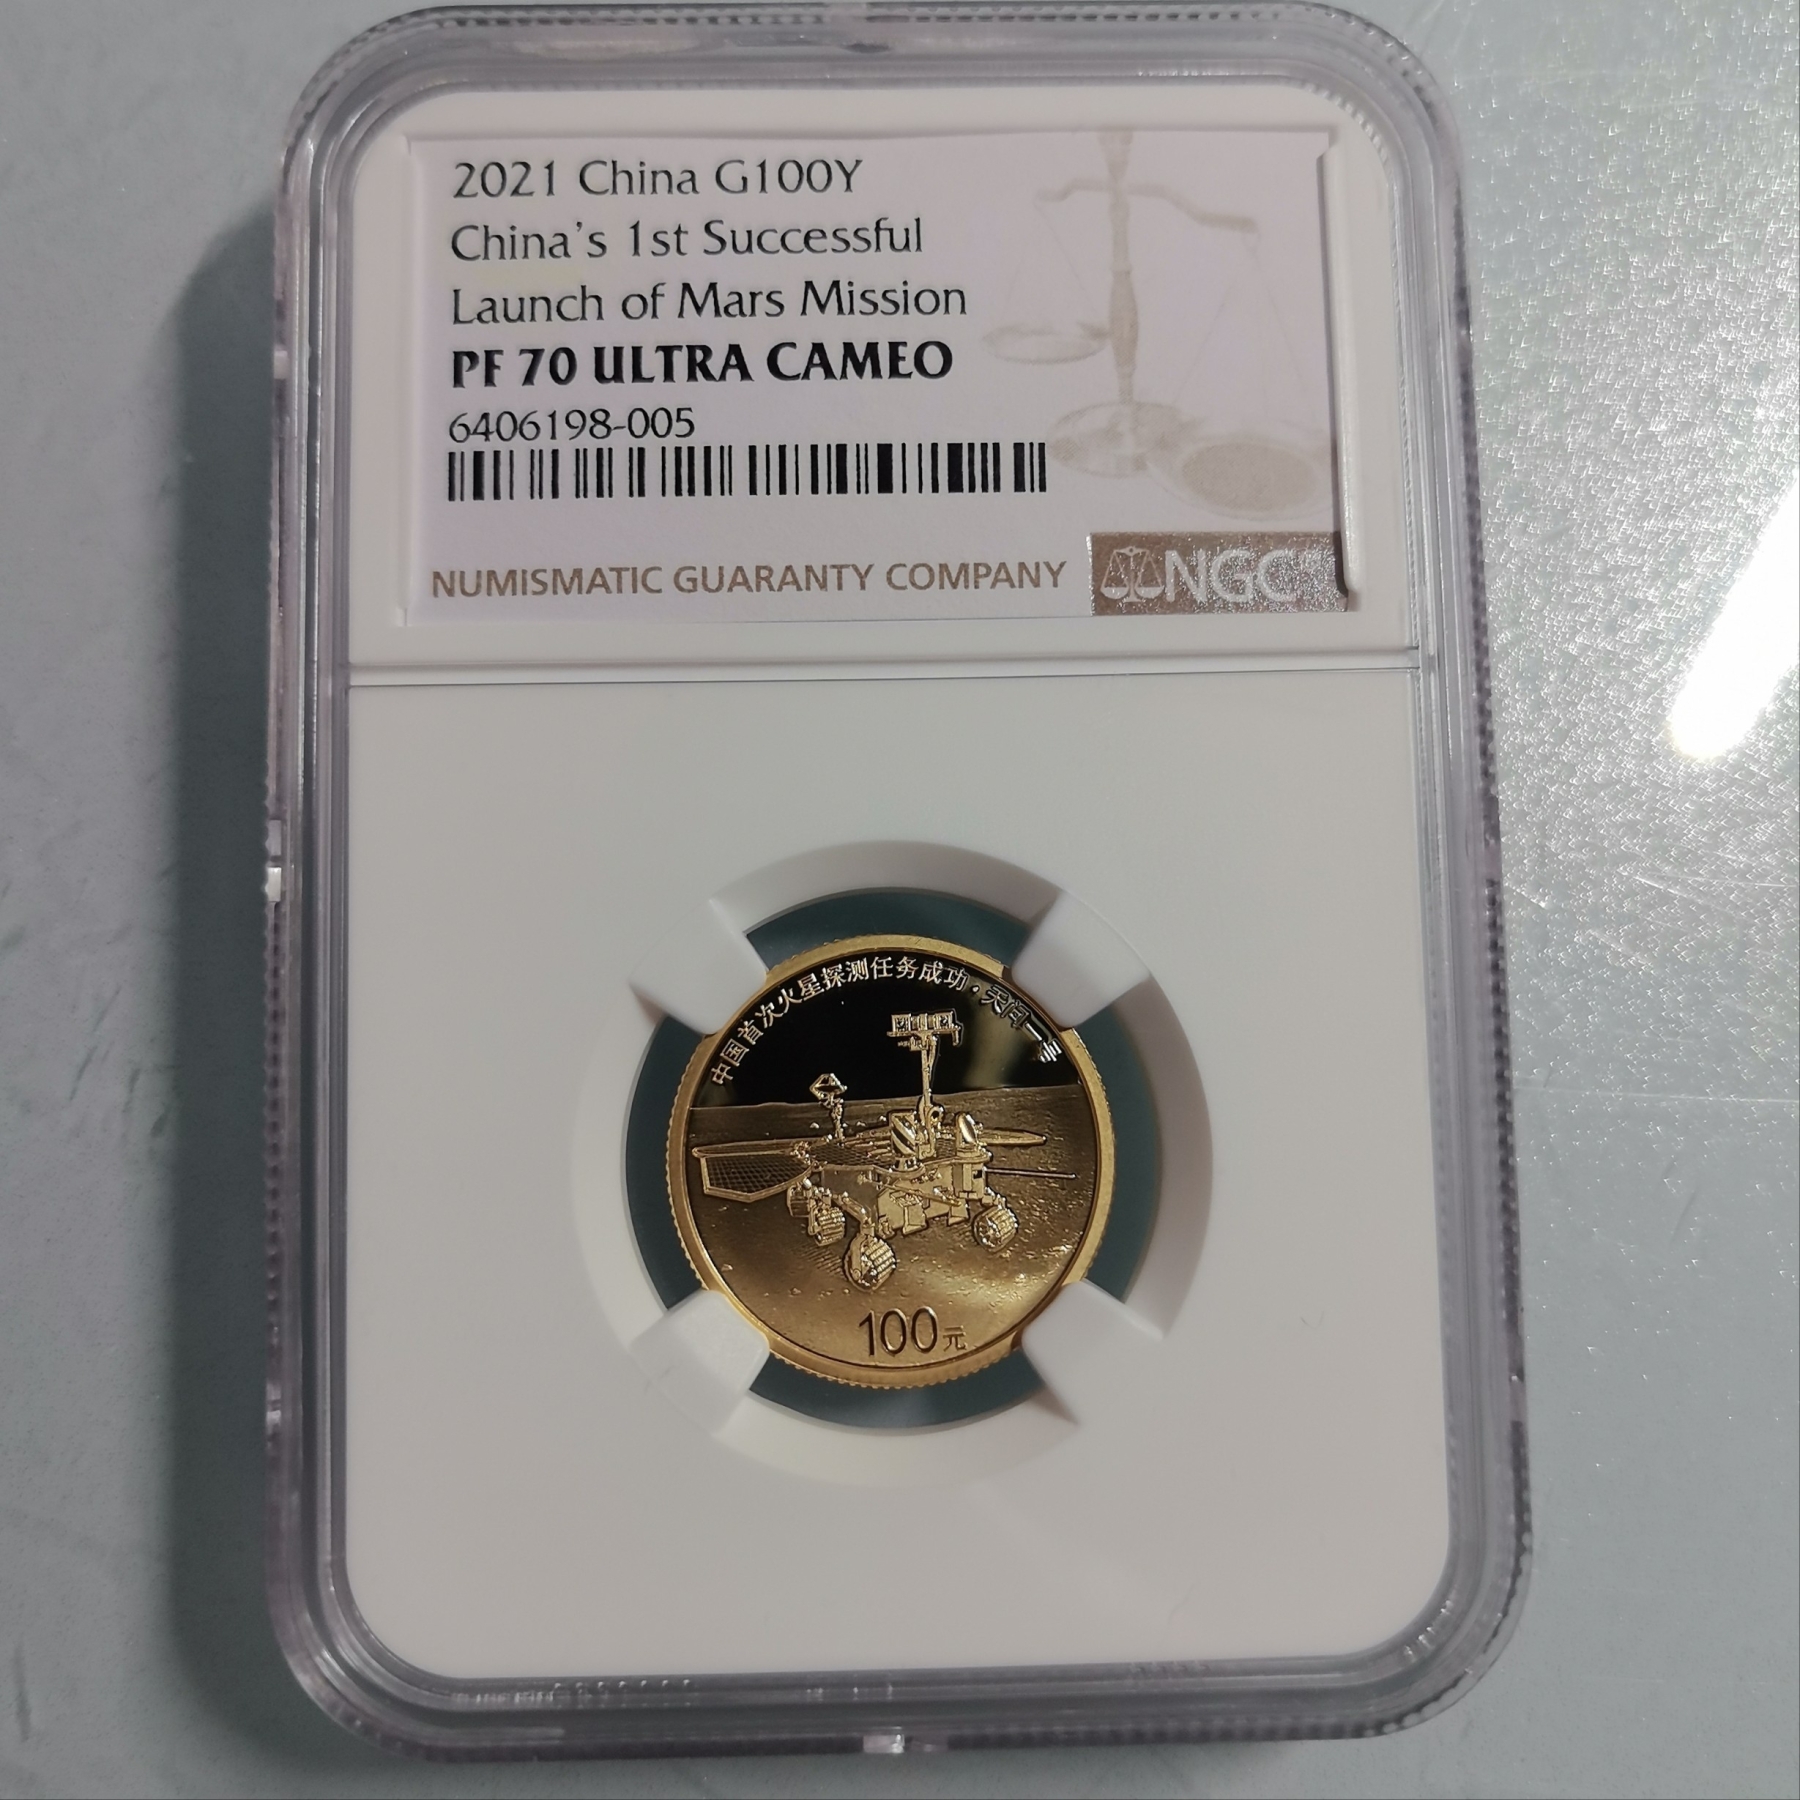 2021 China G100Y
China's 1st Successful
Launch of Mars Mission
PF 70 ULTRA CAMEO
6406198-005
NUMISMATIC GUARANTY COMPANY
NGC
中国首次火星探测任务成功·天问一号
100元